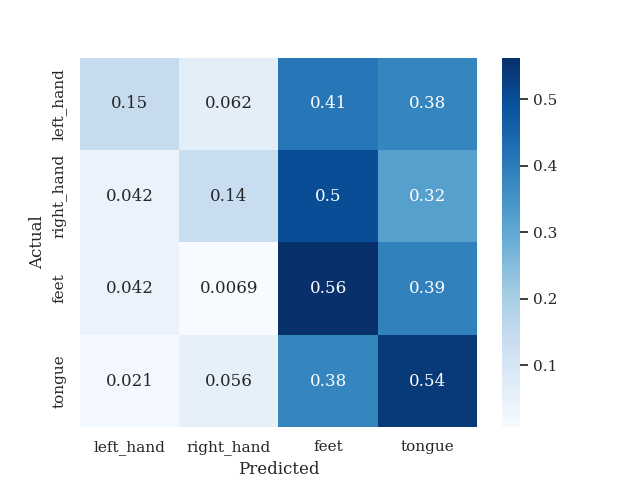 left_hand 0.15 0.062 0.41 0.38
right_hand 0.042 0.14 0.5 0.32
feet 0.042 0.0069 0.56 0.39
tongue 0.021 0.056 0.38 0.54
Actual
left_hand right_hand feet tongue
Predicted
0.5
0.4
0.3
0.2
0.1